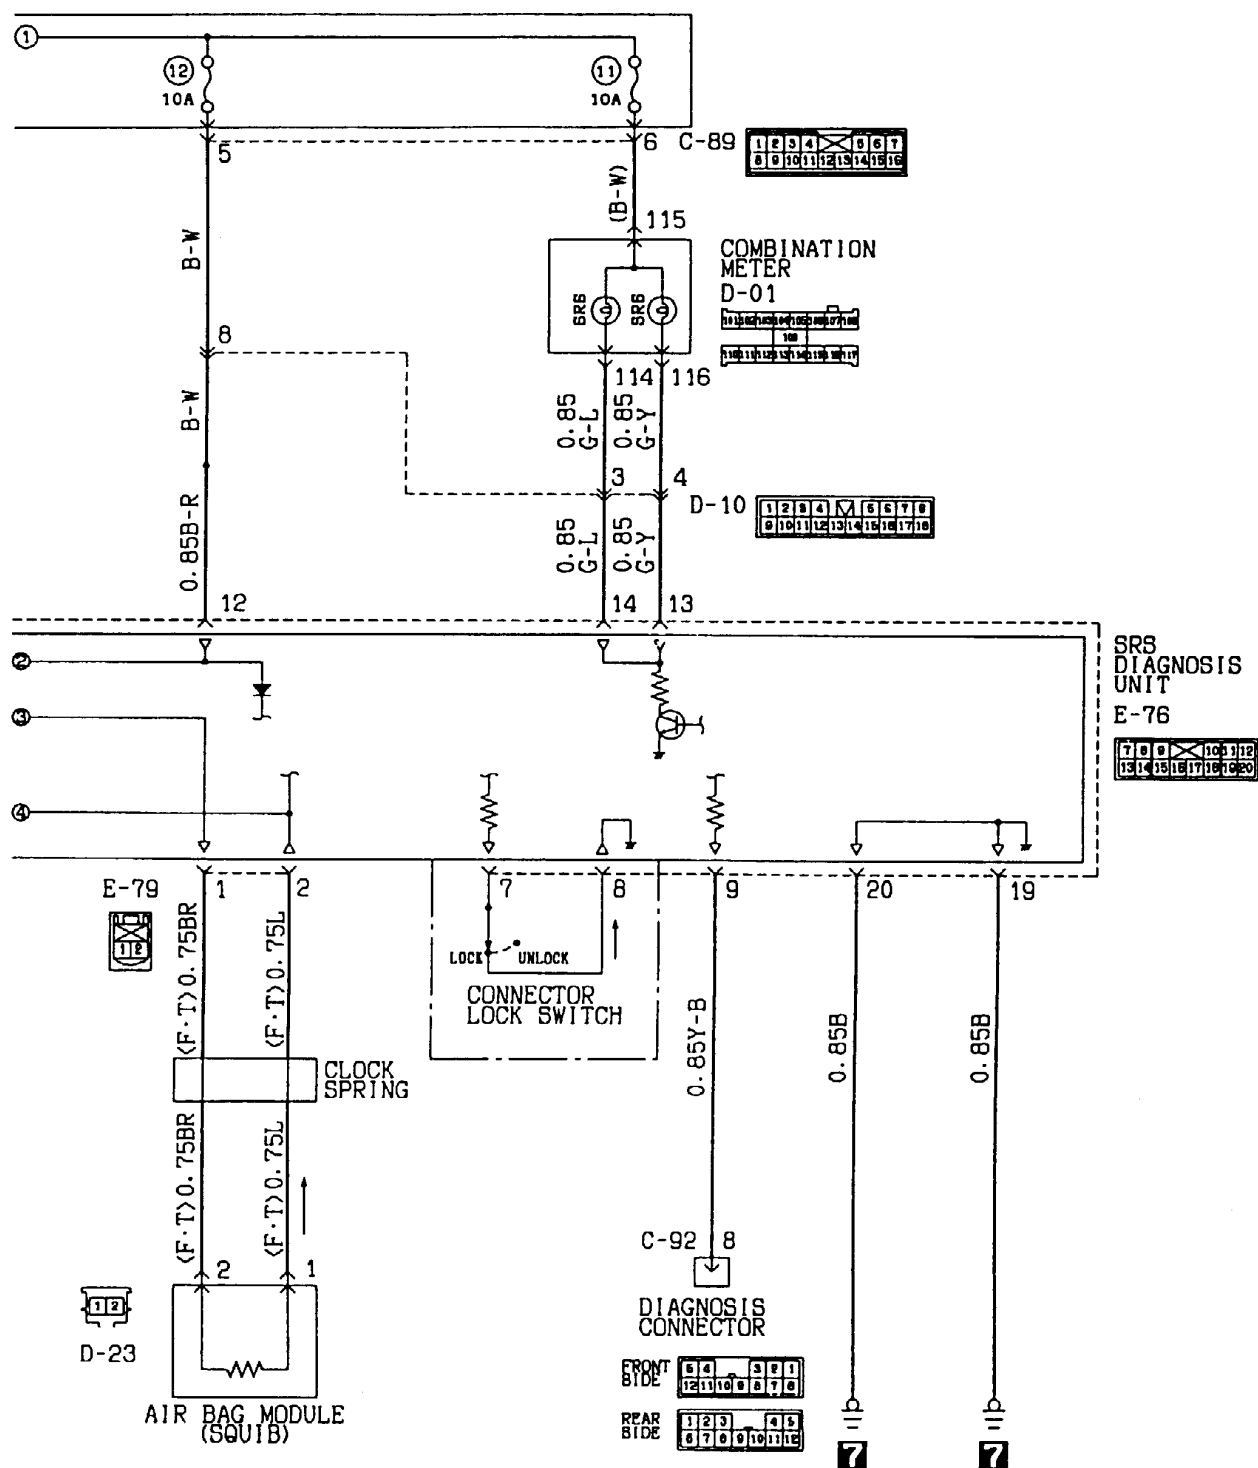 1
12
10A
11
10A
5
6
C-89
1 2 3 4 5 6 7
8 9 10 11 12 13 14 15 16
B-W
(B-W)
115
COMBINATION
METER
D-01
SRS
SRS
8
114
116
B-W
0.85
G-L
0.85
G-Y
3
4
D-10
1 2 3 4 5 6 7 8
9 10 11 12 13 14 15 16 17 18
0.85B-R
0.85
G-L
0.85
G-Y
12
14
13
SRS
DIAGNOSIS
UNIT
E-76
7 8 9 10 11 12
13 14 15 16 17 18 19 20
2
3
4
E-79
1 2
1
2
7
8
9
20
19
<F·T>0.75BR
<F·T>0.75L
LOCK
UNLOCK
CONNECTOR
LOCK SWITCH
0.85Y-B
0.85B
0.85B
CLOCK
SPRING
<F·T>0.75BR
<F·T>0.75L
2
1
C-92
8
1 2
D-23
DIAGNOSIS
CONNECTOR
AIR BAG MODULE
(SQUIB)
FRONT
SIDE
5 4 3 2 1
12 11 10 9 8 7 6
REAR
SIDE
1 2 3 4 5
6 7 8 9 10 11 12
7
7